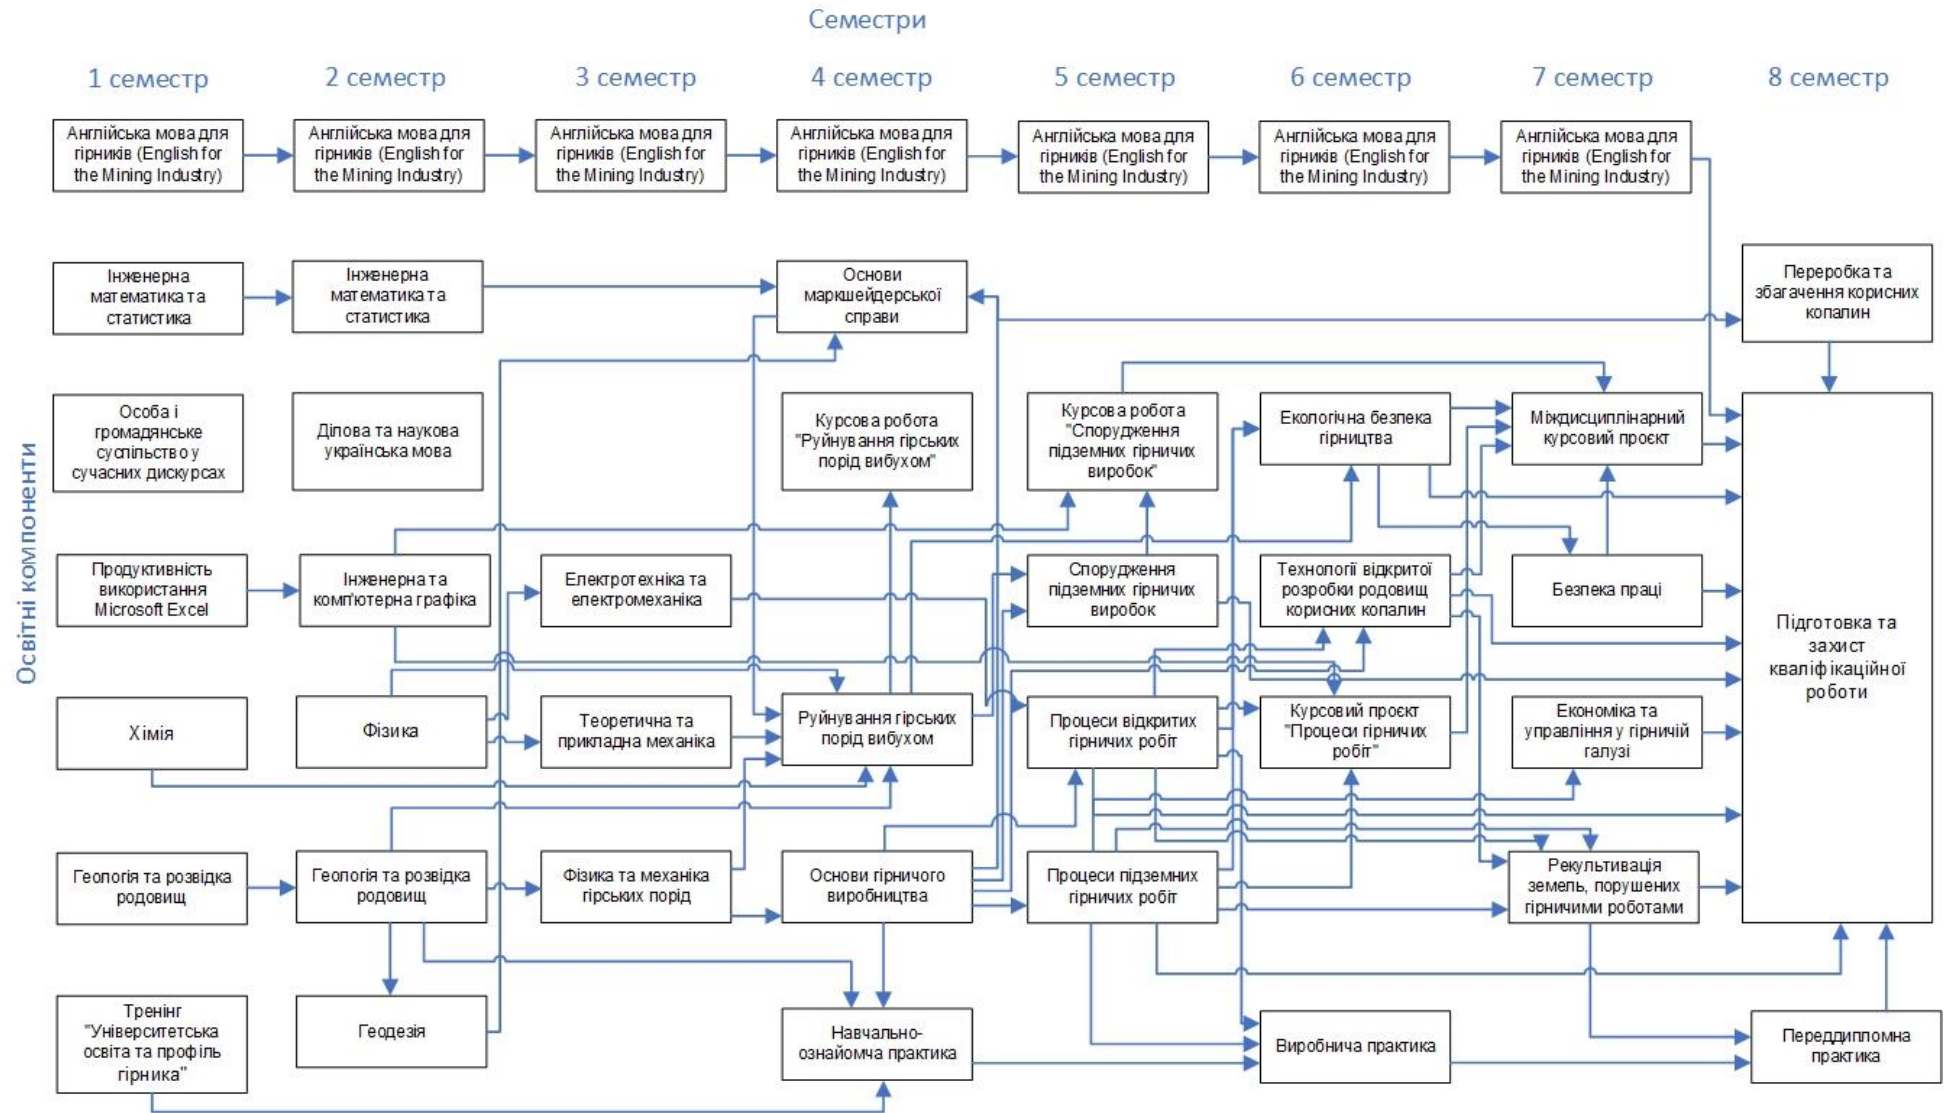 Семестри
1 семестр
2 семестр
3 семестр
4 семестр
5 семестр
6 семестр
7 семестр
8 семестр
Освітні компоненти
Англійська мова для
гірників (English for
the Mining Industry)
Англійська мова для
гірників (English for
the Mining Industry)
Англійська мова для
гірників (English for
the Mining Industry)
Англійська мова для
гірників (English for
the Mining Industry)
Англійська мова для
гірників (English for
the Mining Industry)
Англійська мова для
гірників (English for
the Mining Industry)
Англійська мова для
гірників (English for
the Mining Industry)
Інженерна
математика та
статистика
Інженерна
математика та
статистика
Основи
маркшейдерської
справи
Переробка та
збагачення корисних
копалин
Особа і
громадянське
суспільство у
сучасних дискурсах
Ділова та наукова
українська мова
Курсова робота
"Руйнування гірських
порід вибухом"
Курсова робота
"Спорудження
підземних гірничих
виробок"
Екологічна безпека
гірництва
Міждисциплінарний
курсовий проєкт
Продуктивність
використання
Microsoft Excel
Інженерна та
комп'ютерна графіка
Електротехніка та
електромеханіка
Спорудження
підземних гірничих
виробок
Технології відкритої
розробки родовищ
корисних копалин
Безпека праці
Підготовка та
захист
кваліфікаційної
роботи
Хімія
Фізика
Теоретична та
прикладна механіка
Руйнування гірських
порід вибухом
Процеси відкритих
гірничих робіт
Курсовий проєкт
"Процеси гірничих
робіт"
Економіка та
управління у гірничій
галузі
Геологія та розвідка
родовищ
Геологія та розвідка
родовищ
Фізика та механіка
гірських порід
Основи гірничого
виробництва
Процеси підземних
гірничих робіт
Рекультивація
земель, порушених
гірничими роботами
Тренінг
"Університетська
освіта та профіль
гірника"
Геодезія
Навчально-
ознайомча практика
Виробнича практика
Переддипломна
практика